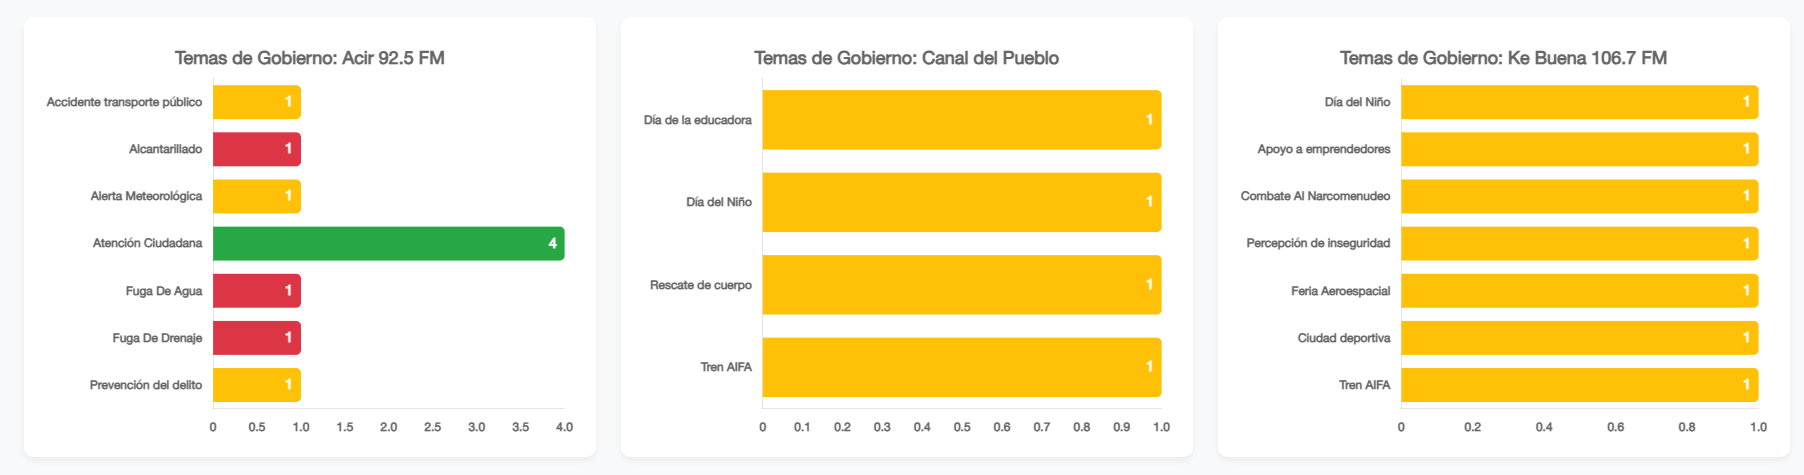 Temas de Gobierno: Acir 92.5 FM
Accidente transporte público 1
Alcantarillado 1
Alerta Meteorológica 1
Atención Ciudadana 4
Fuga De Agua 1
Fuga De Drenaje 1
Prevención del delito 1
0 0.5 1.0 1.5 2.0 2.5 3.0 3.5 4.0
Temas de Gobierno: Canal del Pueblo
Día de la educadora 1
Día del Niño 1
Rescate de cuerpo 1
Tren AIFA 1
0 0.1 0.2 0.3 0.4 0.5 0.6 0.7 0.8 0.9 1.0
Temas de Gobierno: Ke Buena 106.7 FM
Día del Niño 1
Apoyo a emprendedores 1
Combate Al Narcomenudeo 1
Percepción de inseguridad 1
Feria Aeroespacial 1
Ciudad deportiva 1
Tren AIFA 1
0 0.2 0.4 0.6 0.8 1.0